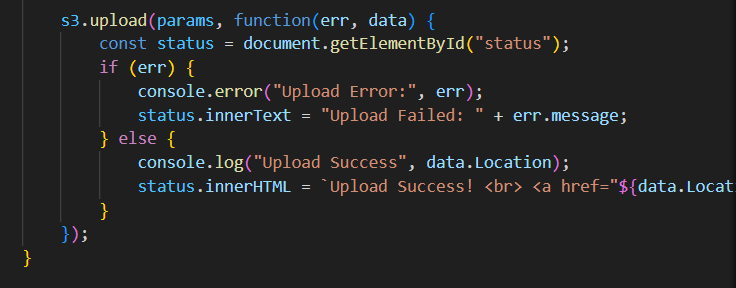 s3.upload(params, function(err, data) {
const status = document.getElementById("status");
if (err) {
console.error("Upload Error:", err);
status.innerText = "Upload Failed: " + err.message;
} else {
console.log("Upload Success", data.Location);
status.innerHTML = `Upload Success! <br> <a href="${data.Locati
}
});
}